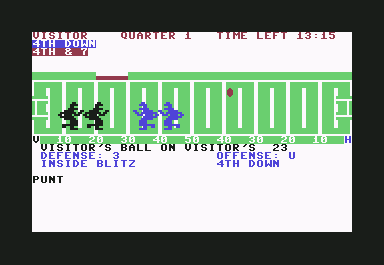 VISITOR QUARTER 1 TIME LEFT 13:15
4TH DOWN
4TH & 7
V 10 20 30 40 50 40 30 20 10 H
VISITOR'S BALL ON VISITOR'S 23
DEFENSE: 3 OFFENSE: U
INSIDE BLITZ 4TH DOWN
PUNT